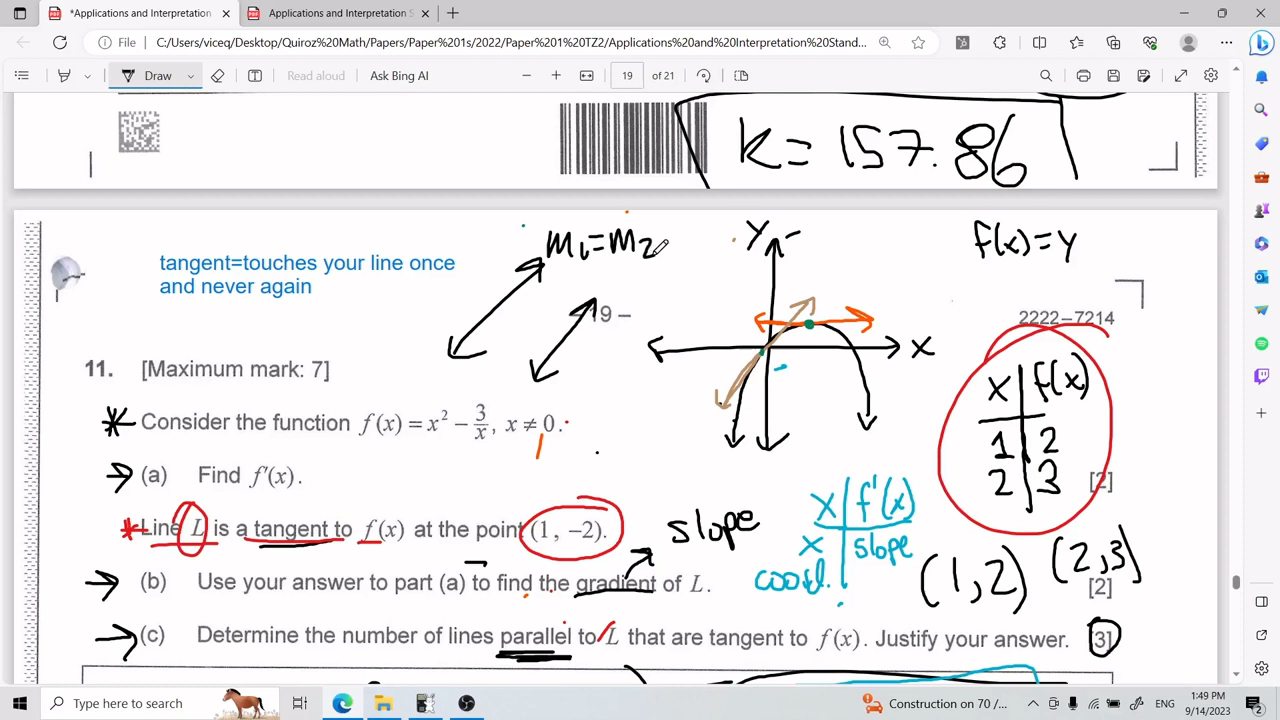 *Applications and Interpretation
Applications and Interpretation S
File
C:/Users/viceq/Desktop/Quiroz%20Math/Papers/Paper%201s/2022/Paper%201%20TZ2/Applications%20and%20Interpretation%20Stand...
Draw
Read aloud
Ask Bing AI
19 of 21
K = 157.86
m1=m2
y
f(x)=y
tangent=touches your line once
and never again
19 –
2222–7214
x
11. [Maximum mark: 7]
x f(x)
1 2
2 3
Consider the function f(x) = x² − 3/x, x ≠ 0.
(a) Find f′(x).
[2]
x f'(x)
x slope
coord.
Line L is a tangent to f(x) at the point (1, −2).
slope
(1,2) (2,3)
(b) Use your answer to part (a) to find the gradient of L.
[2]
(c) Determine the number of lines parallel to L that are tangent to f(x). Justify your answer.
[3]
Type here to search
Construction on 70 /...
ENG
1:49 PM
9/14/2023